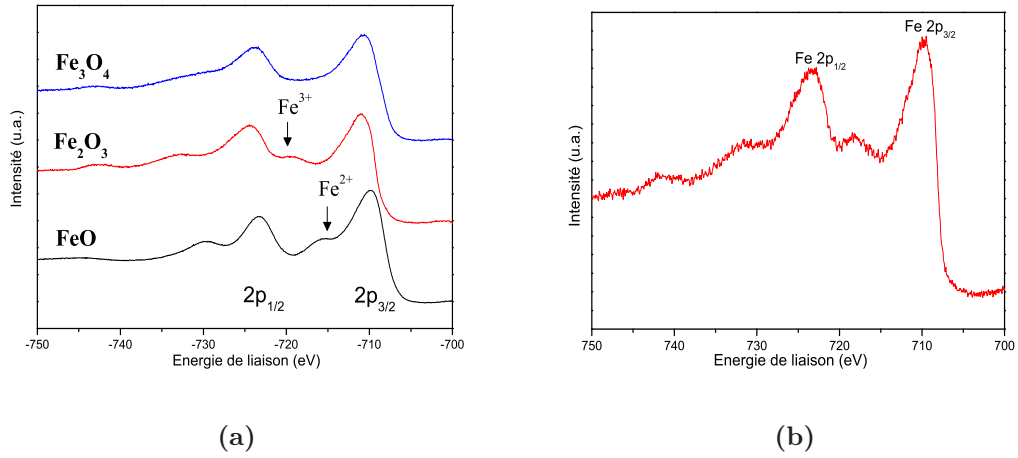 Fe₃O₄
Fe³⁺
Fe₂O₃
Fe²⁺
FeO
2p₁/₂
2p₃/₂
Intensité (u.a.)
-750 -740 -730 -720 -710 -700
Energie de liaison (eV)
(a)
Fe 2p₃/₂
Fe 2p₁/₂
Intensité (u.a.)
750 740 730 720 710 700
Energie de liaison (eV)
(b)